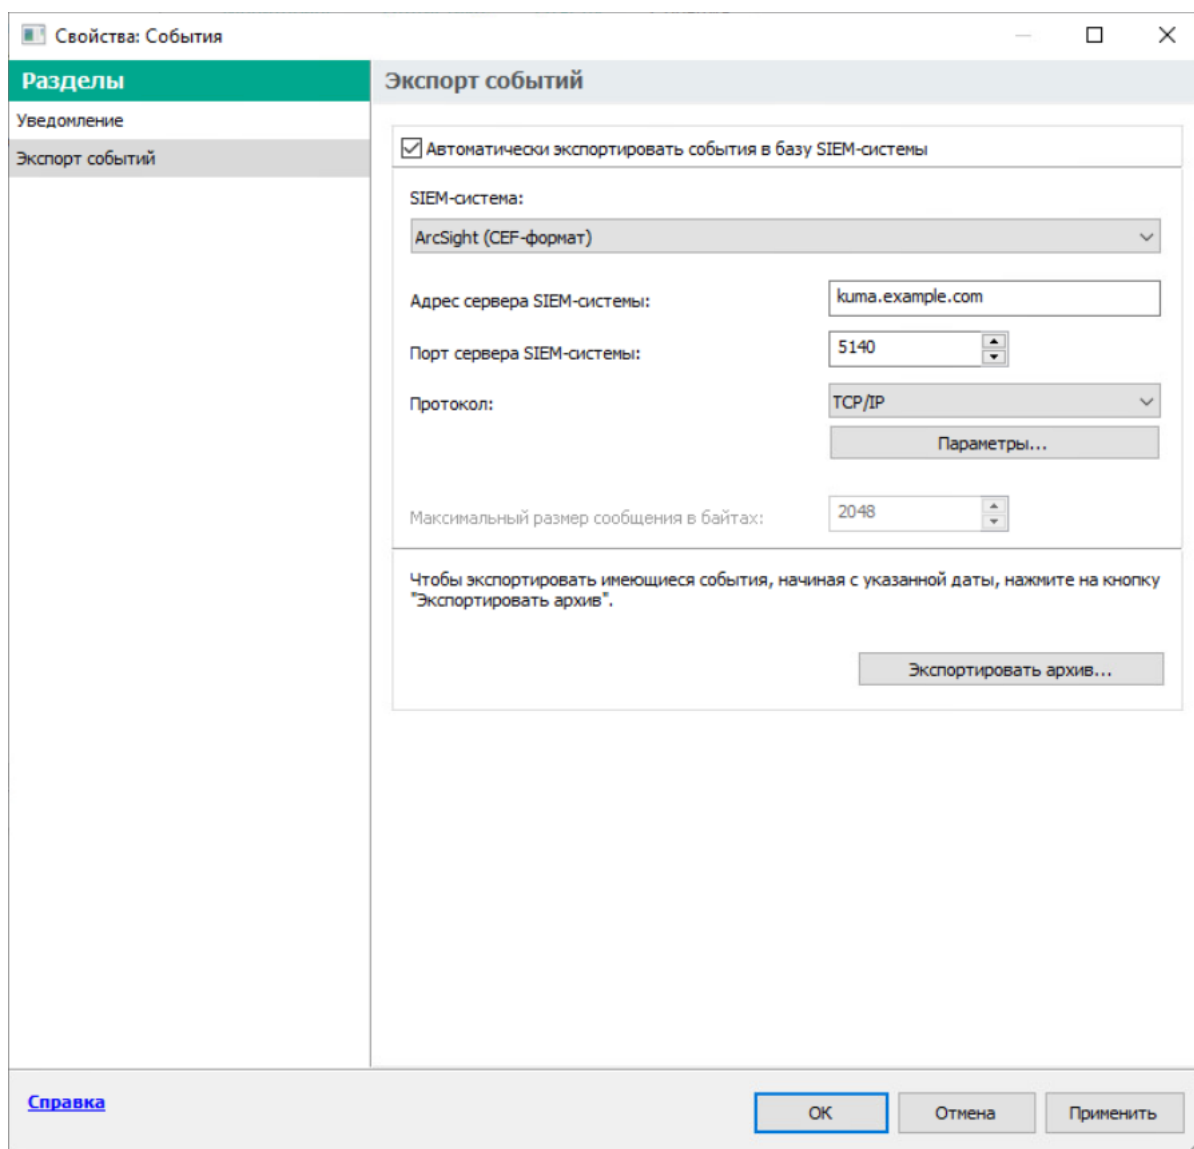 Свойства: События
Разделы
Уведомление
Экспорт событий
Экспорт событий
Автоматически экспортировать события в базу SIEM-системы
SIEM-система:
ArcSight (CEF-формат)
Адрес сервера SIEM-системы:
kuma.example.com
Порт сервера SIEM-системы:
5140
Протокол:
TCP/IP
Параметры...
Максимальный размер сообщения в байтах:
2048
Чтобы экспортировать имеющиеся события, начиная с указанной даты, нажмите на кнопку
"Экспортировать архив".
Экспортировать архив...
Справка
OK
Отмена
Применить